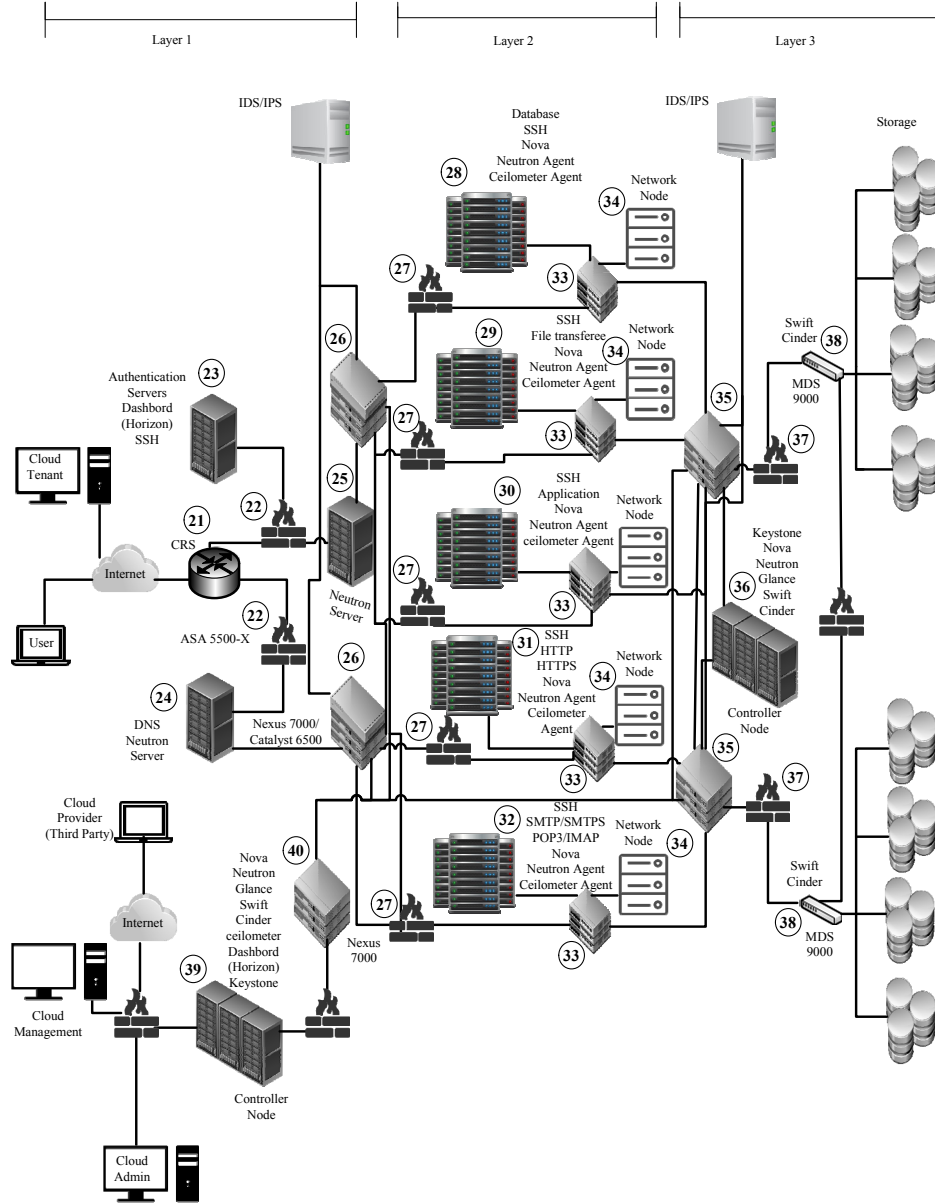 Layer 1
Layer 2
Layer 3
IDS/IPS
IDS/IPS
Storage
Database
SSH
Nova
Neutron Agent
Ceilometer Agent
28
Network
Node
34
27
33
SSH
File transferee
Nova
Neutron Agent
Ceilometer Agent
29
Network
Node
34
27
33
26
Swift
Cinder
38
MDS
9000
35
37
23
Authentication
Servers
Dashbord
(Horizon)
SSH
Cloud
Tenant
22
21
CRS
25
Neutron
Server
Internet
User
22
ASA 5500-X
SSH
Application
Nova
Neutron Agent
ceilometer Agent
30
Network
Node
27
33
Keystone
Nova
Neutron
Glance
Swift
Cinder
36
Controller
Node
24
DNS
Neutron
Server
26
Nexus 7000/
Catalyst 6500
31
SSH
HTTP
HTTPS
Nova
Neutron Agent
Ceilometer
Agent
Network
Node
34
27
33
35
37
Cloud
Provider
(Third Party)
32
SSH
SMTP/SMTPS
POP3/IMAP
Nova
Neutron Agent
Ceilometer Agent
Network
Node
34
27
33
Nexus
7000
Swift
Cinder
38
MDS
9000
40
Nova
Neutron
Glance
Swift
Cinder
ceilometer
Dashbord
(Horizon)
Keystone
39
Internet
Cloud
Management
Controller
Node
Cloud
Admin